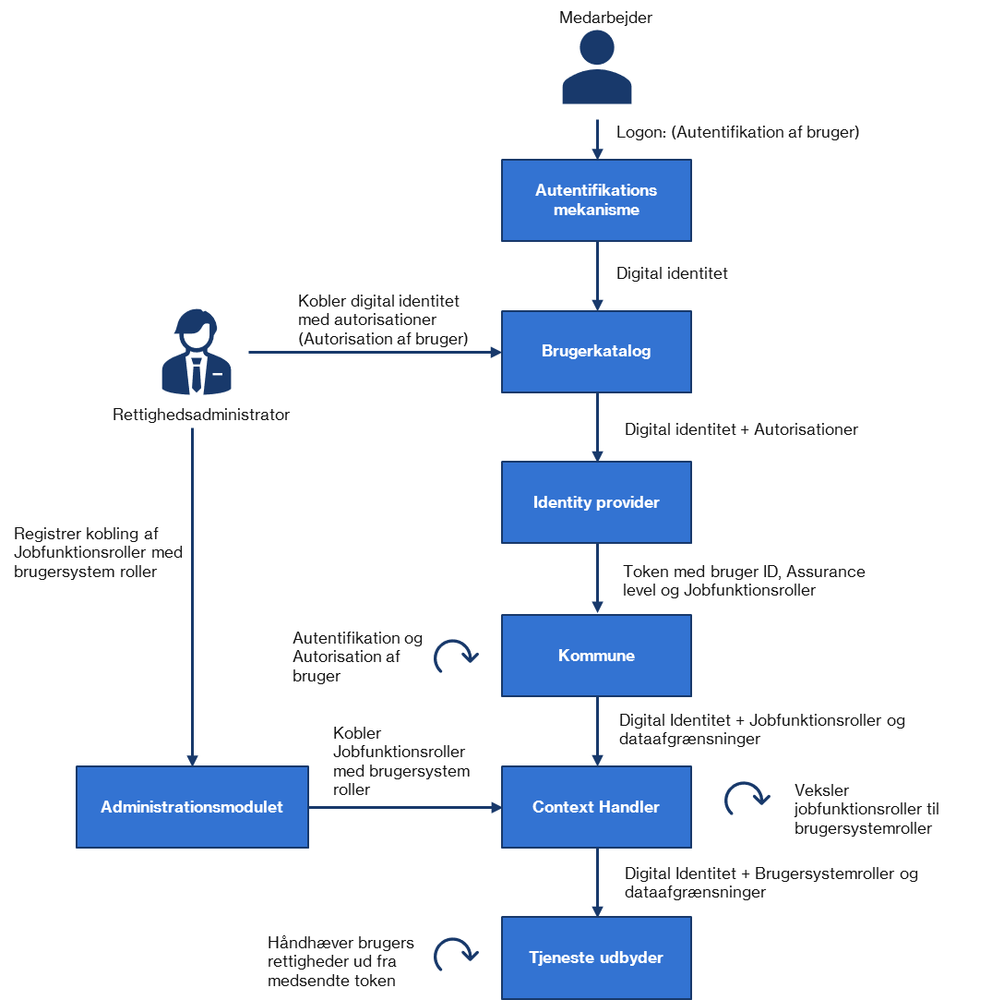 Medarbejder
Logon: (Autentifikation af bruger)
Autentifikations
mekanisme
Digital identitet
Kobler digital identitet
med autorisationer
(Autorisation af bruger)
Brugerkatalog
Rettighedsadministrator
Digital identitet + Autorisationer
Identity provider
Registrer kobling af
Jobfunktionsroller med
brugersystem roller
Token med bruger ID, Assurance
level og Jobfunktionsroller
Autentifikation og
Autorisation af
bruger
Kommune
Digital Identitet + Jobfunktionsroller og
dataafgrænsninger
Kobler
Jobfunktionsroller
med brugersystem
roller
Administrationsmodulet
Context Handler
Veksler
jobfunktionsroller til
brugersystemroller
Digital Identitet + Brugersystemroller og
dataafgrænsninger
Håndhæver brugers
rettigheder ud fra
medsendte token
Tjeneste udbyder